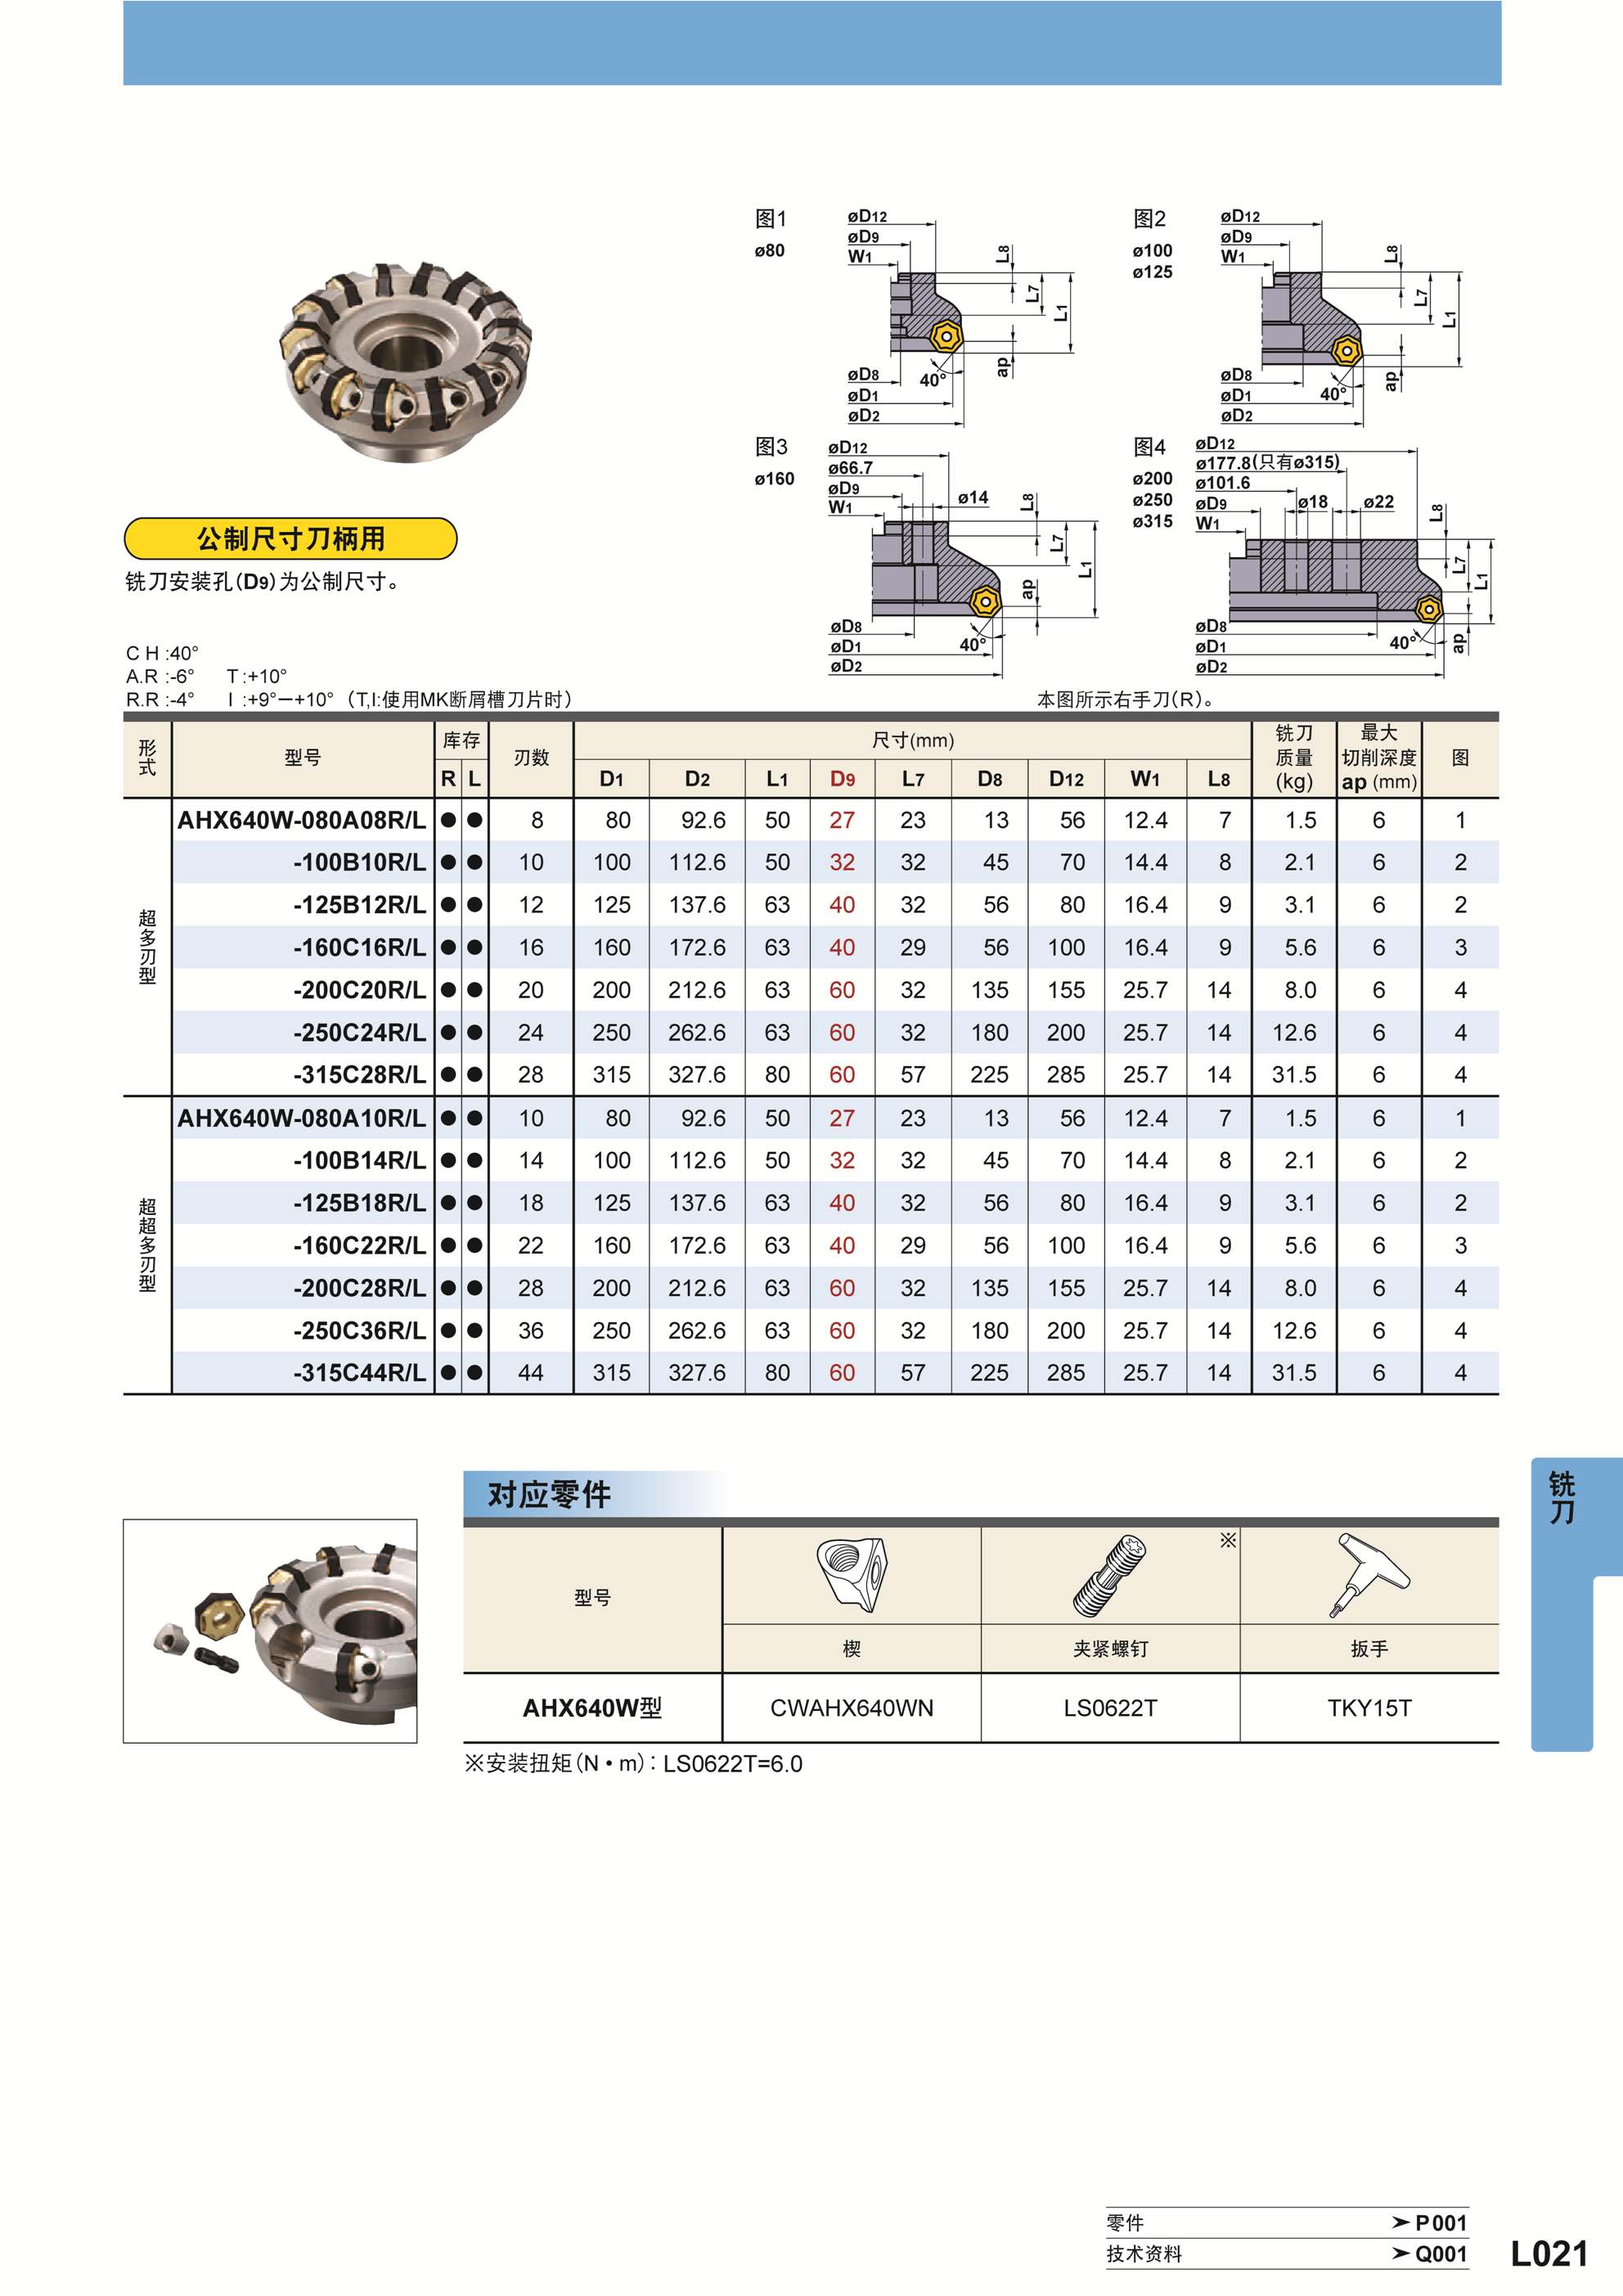 图1
ø80
øD12
øD9
W1
L8
L7
L1
ap
40°
øD8
øD1
øD2
图2
ø100
ø125
øD12
øD9
W1
L8
L7
L1
ap
40°
øD8
øD1
øD2
图3
ø160
øD12
ø66.7
øD9
W1
ø14
L8
L7
L1
ap
40°
øD8
øD1
øD2
图4
ø200
ø250
ø315
øD12
ø177.8(只有ø315)
ø101.6
øD9
W1
ø18
ø22
L8
L7
L1
ap
40°
øD8
øD1
øD2
公制尺寸刀柄用
铣刀安装孔(D9)为公制尺寸。
C H :40°
A.R :-6° T :+10°
R.R :-4° I :+9°—+10° (T,I:使用MK断屑槽刀片时)
本图所示右手刀(R)。
形式 型号 库存 刃数 尺寸(mm) 铣刀质量(kg) 最大切削深度ap (mm) 图
R L D1 D2 L1 D9 L7 D8 D12 W1 L8
超多刃型
AHX640W-080A08R/L ● ● 8 80 92.6 50 27 23 13 56 12.4 7 1.5 6 1
-100B10R/L ● ● 10 100 112.6 50 32 32 45 70 14.4 8 2.1 6 2
-125B12R/L ● ● 12 125 137.6 63 40 32 56 80 16.4 9 3.1 6 2
-160C16R/L ● ● 16 160 172.6 63 40 29 56 100 16.4 9 5.6 6 3
-200C20R/L ● ● 20 200 212.6 63 60 32 135 155 25.7 14 8.0 6 4
-250C24R/L ● ● 24 250 262.6 63 60 32 180 200 25.7 14 12.6 6 4
-315C28R/L ● ● 28 315 327.6 80 60 57 225 285 25.7 14 31.5 6 4
超超多刃型
AHX640W-080A10R/L ● ● 10 80 92.6 50 27 23 13 56 12.4 7 1.5 6 1
-100B14R/L ● ● 14 100 112.6 50 32 32 45 70 14.4 8 2.1 6 2
-125B18R/L ● ● 18 125 137.6 63 40 32 56 80 16.4 9 3.1 6 2
-160C22R/L ● ● 22 160 172.6 63 40 29 56 100 16.4 9 5.6 6 3
-200C28R/L ● ● 28 200 212.6 63 60 32 135 155 25.7 14 8.0 6 4
-250C36R/L ● ● 36 250 262.6 63 60 32 180 200 25.7 14 12.6 6 4
-315C44R/L ● ● 44 315 327.6 80 60 57 225 285 25.7 14 31.5 6 4
铣刀
对应零件
※
型号
楔 夹紧螺钉 扳手
AHX640W型 CWAHX640WN LS0622T TKY15T
※安装扭矩(N•m):LS0622T=6.0
零件 ➤ P001
技术资料 ➤ Q001
L021